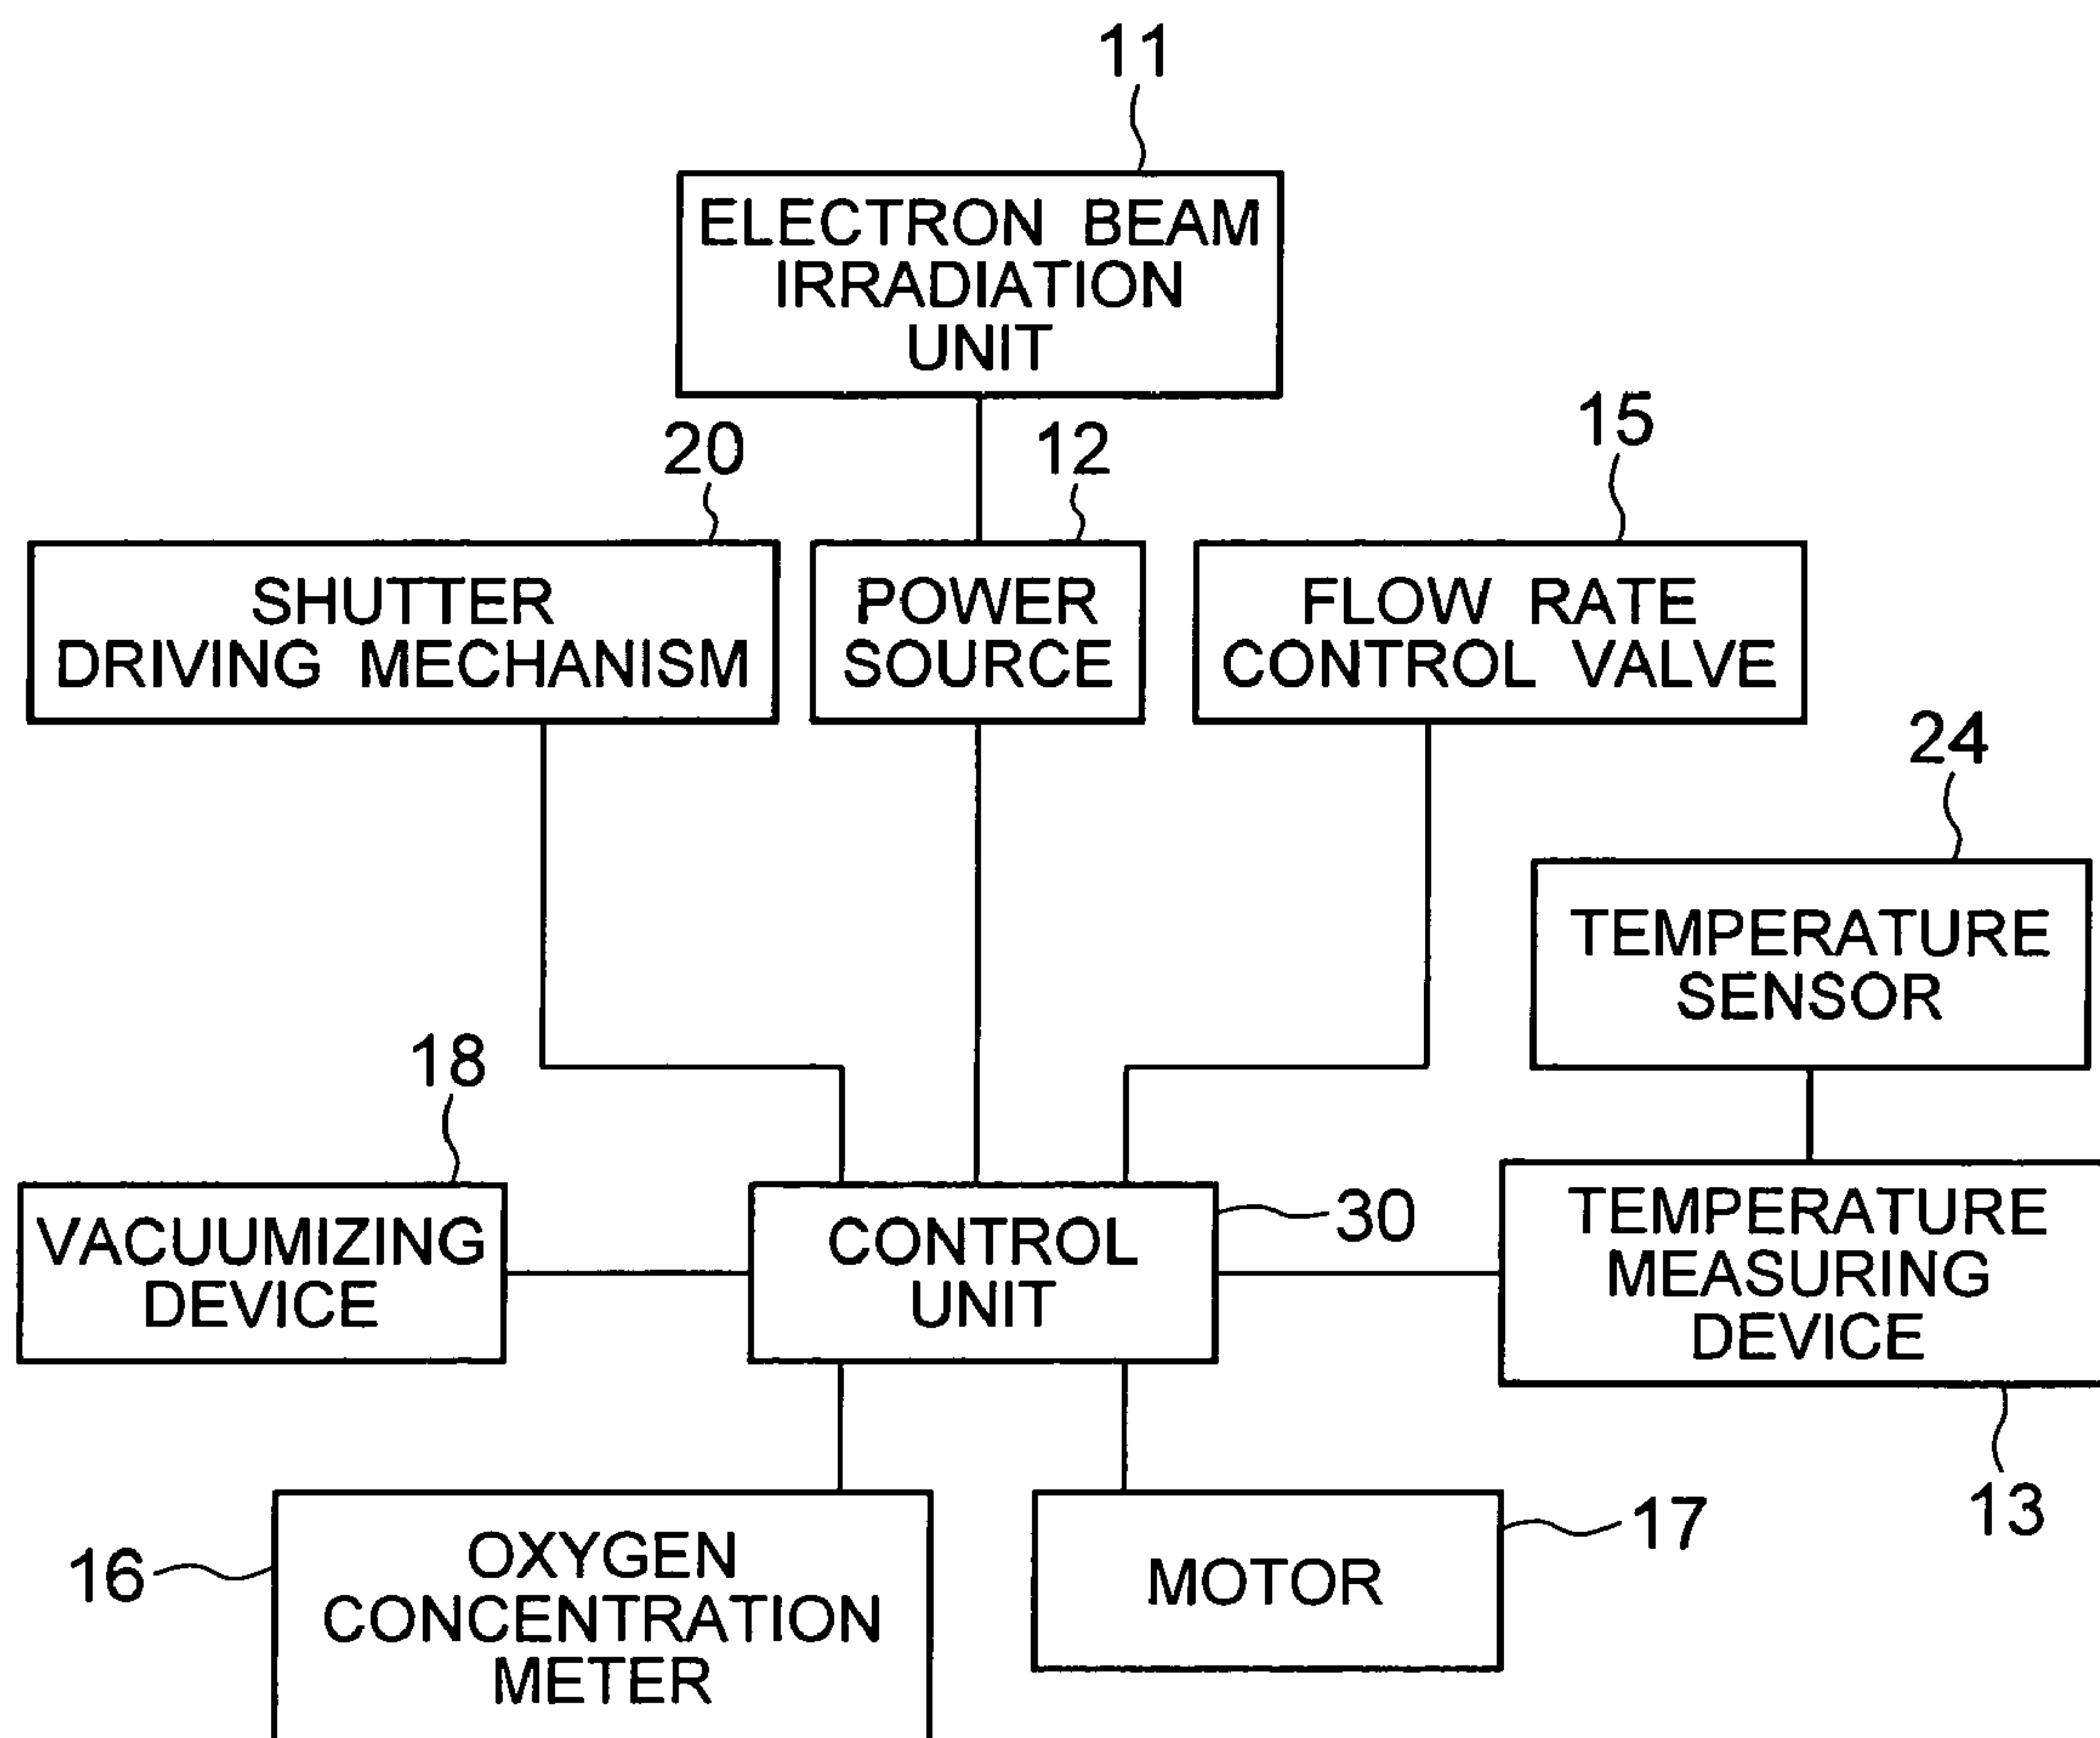 11
ELECTRON BEAM
IRRADIATION
UNIT
20
12
15
SHUTTER
DRIVING MECHANISM
POWER
SOURCE
FLOW RATE
CONTROL VALVE
24
TEMPERATURE
SENSOR
18
VACUUMIZING
DEVICE
CONTROL
UNIT
30
TEMPERATURE
MEASURING
DEVICE
13
16
OXYGEN
CONCENTRATION
METER
MOTOR
17